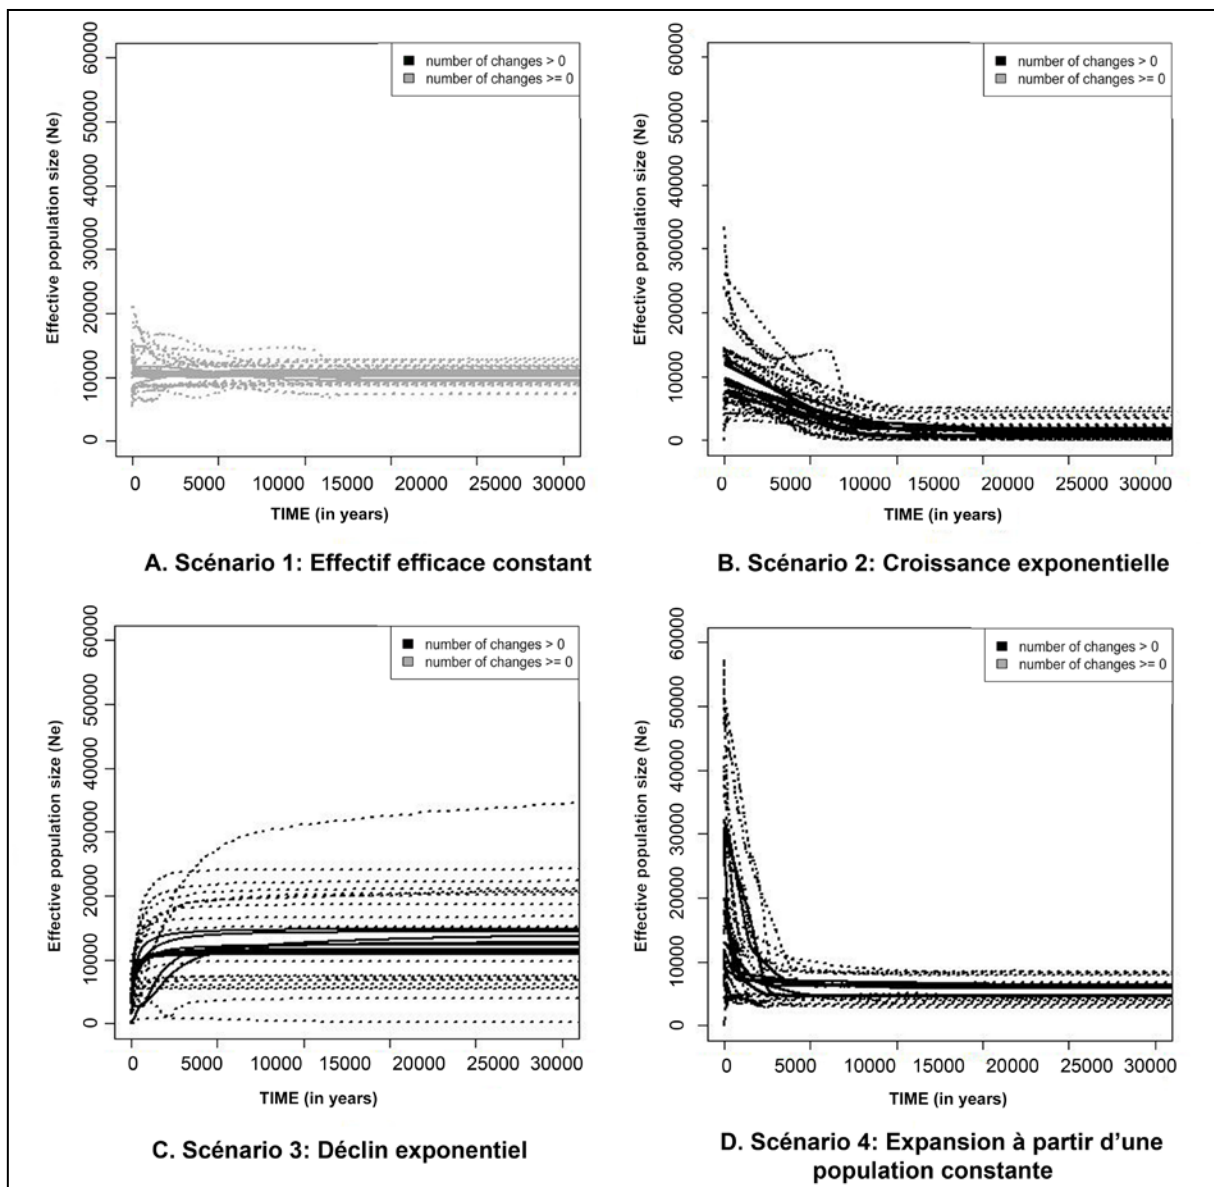 number of changes > 0
number of changes >= 0
Effective population size (Ne)
60000
50000
40000
30000
20000
10000
0
0 5000 10000 15000 20000 25000 30000
TIME (in years)
A. Scénario 1: Effectif efficace constant
number of changes > 0
number of changes >= 0
Effective population size (Ne)
60000
50000
40000
30000
20000
10000
0
0 5000 10000 15000 20000 25000 30000
TIME (in years)
B. Scénario 2: Croissance exponentielle
number of changes > 0
number of changes >= 0
Effective population size (Ne)
60000
50000
40000
30000
20000
10000
0
0 5000 10000 15000 20000 25000 30000
TIME (in years)
C. Scénario 3: Déclin exponentiel
number of changes > 0
number of changes >= 0
Effective population size (Ne)
60000
50000
40000
30000
20000
10000
0
0 5000 10000 15000 20000 25000 30000
TIME (in years)
D. Scénario 4: Expansion à partir d'une
population constante